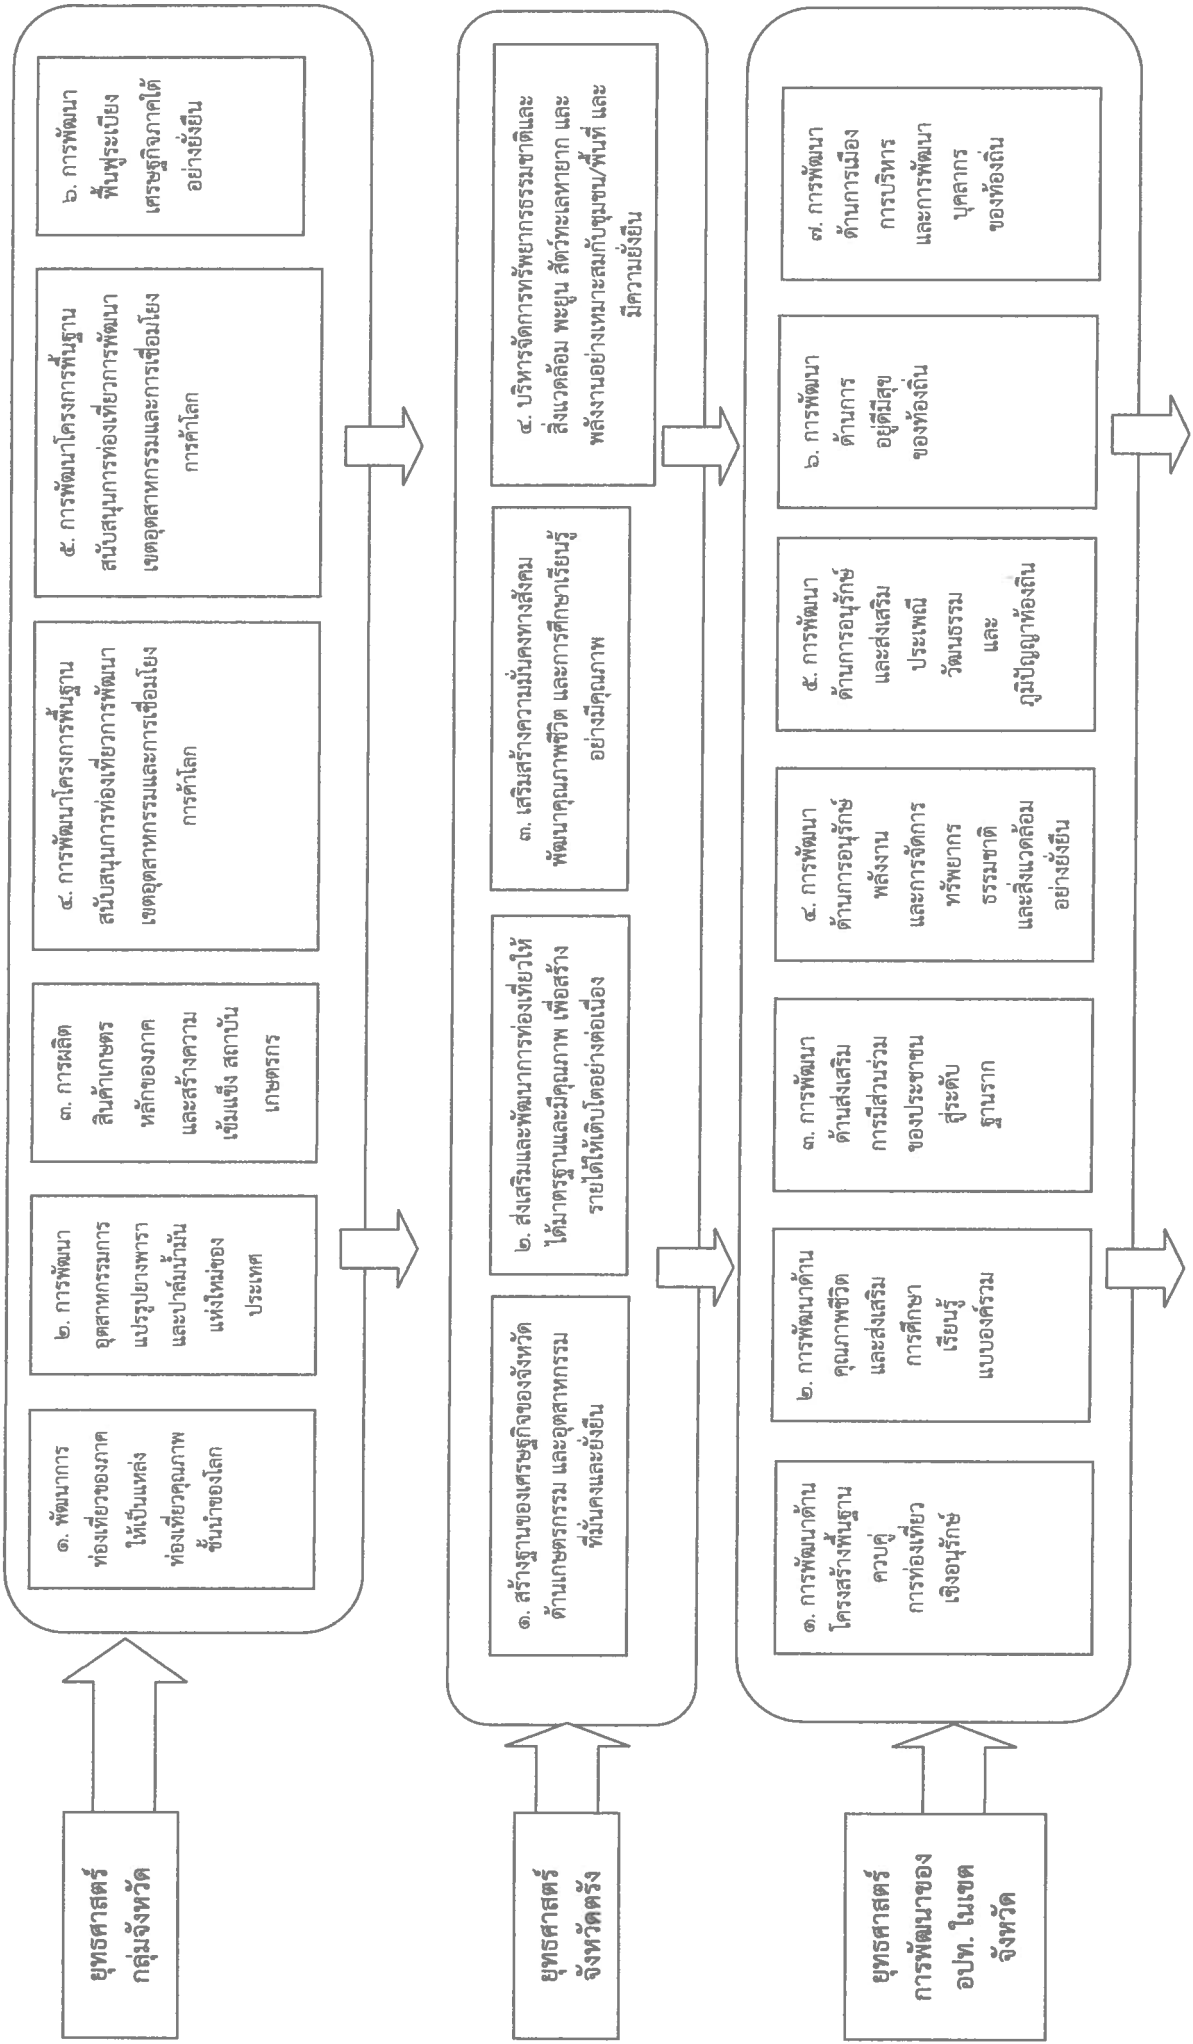 ยุทธศาสตร์
กลุ่มจังหวัด
๑. พัฒนาการ
ท่องเที่ยวของภาค
ให้เป็นแหล่ง
ท่องเที่ยวคุณภาพ
ชั้นนำของโลก
๒. การพัฒนา
อุตสาหกรรมการ
แปรรูปยางพารา
และปาล์มน้ำมัน
แห่งใหม่ของ
ประเทศ
๓. การผลิต
สินค้าเกษตร
หลักของภาค
และสร้างความ
เข้มแข็ง สถาบัน
เกษตรกร
๔. การพัฒนาโครงการพื้นฐาน
สนับสนุนการท่องเที่ยวการพัฒนา
เขตอุตสาหกรรมและการเชื่อมโยง
การค้าโลก
๕. การพัฒนาโครงการพื้นฐาน
สนับสนุนการท่องเที่ยวการพัฒนา
เขตอุตสาหกรรมและการเชื่อมโยง
การค้าโลก
๖. การพัฒนา
พื้นฟูระเบียง
เศรษฐกิจภาคใต้
อย่างยั่งยืน
ยุทธศาสตร์
จังหวัดตรัง
๑. สร้างฐานของเศรษฐกิจของจังหวัด
ด้านเกษตรกรรม และอุตสาหกรรม
ที่มั่นคงและยั่งยืน
๒. ส่งเสริมและพัฒนาการท่องเที่ยวให้
ได้มาตรฐานและมีคุณภาพ เพื่อสร้าง
รายได้ให้เติบโตอย่างต่อเนื่อง
๓. เสริมสร้างความมั่นคงทางสังคม
พัฒนาคุณภาพชีวิต และการศึกษาเรียนรู้
อย่างมีคุณภาพ
๔. บริหารจัดการทรัพยากรธรรมชาติและ
สิ่งแวดล้อม พะยูน สัตว์ทะเลหายาก และ
พลังงานอย่างเหมาะสมกับชุมชน/พื้นที่ และ
มีความยั่งยืน
ยุทธศาสตร์
การพัฒนาของ
อปท. ในเขต
จังหวัด
๑. การพัฒนาด้าน
โครงสร้างพื้นฐาน
ควบคู่
การท่องเที่ยว
เชิงอนุรักษ์
๒. การพัฒนาด้าน
คุณภาพชีวิต
และส่งเสริม
การศึกษา
เรียนรู้
แบบองค์รวม
๓. การพัฒนา
ด้านส่งเสริม
การมีส่วนร่วม
ของประชาชน
สู่ระดับ
ฐานราก
๔. การพัฒนา
ด้านการอนุรักษ์
พลังงาน
และการจัดการ
ทรัพยากร
ธรรมชาติ
และสิ่งแวดล้อม
อย่างยั่งยืน
๕. การพัฒนา
ด้านการอนุรักษ์
และส่งเสริม
ประเพณี
วัฒนธรรม
และ
ภูมิปัญญาท้องถิ่น
๖. การพัฒนา
ด้านการ
อยู่ดีมีสุข
ของท้องถิ่น
๗. การพัฒนา
ด้านการเมือง
การบริหาร
และการพัฒนา
บุคลากร
ของท้องถิ่น